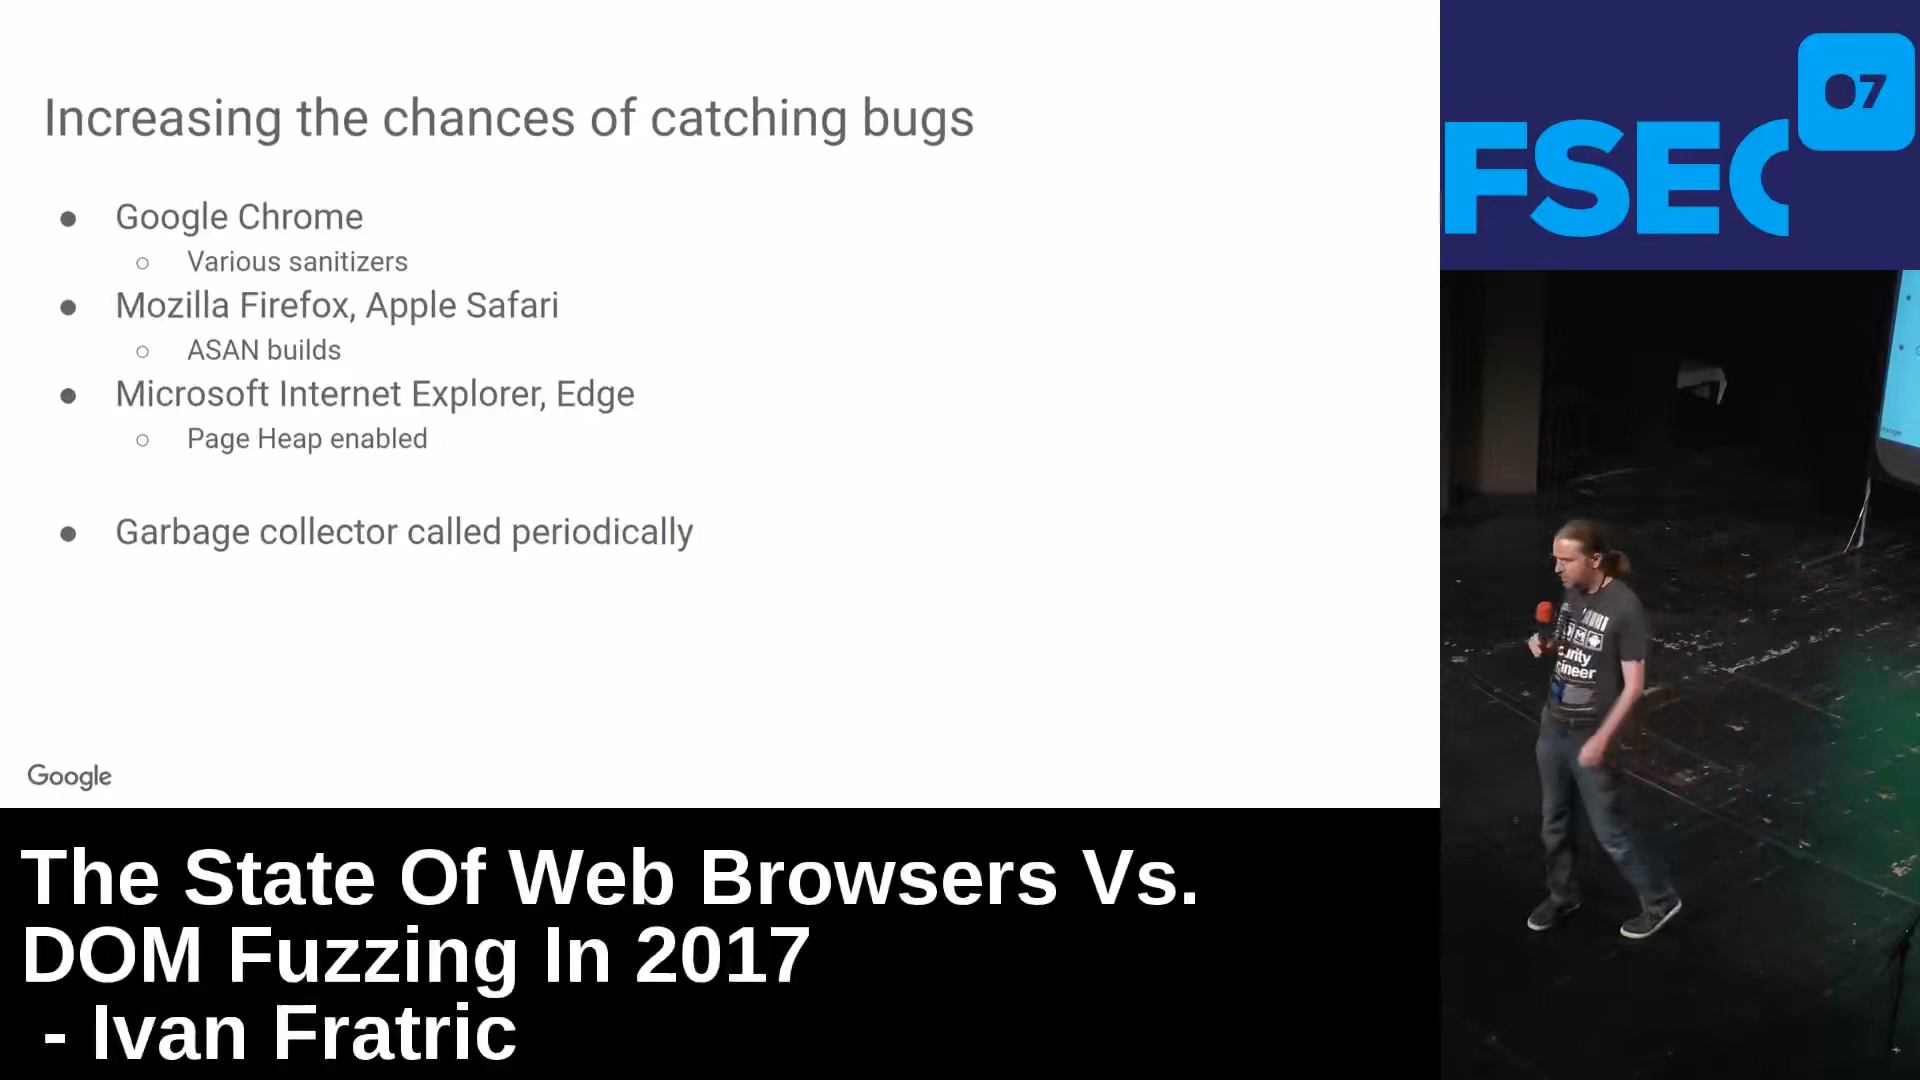 Increasing the chances of catching bugs
● Google Chrome
○ Various sanitizers
● Mozilla Firefox, Apple Safari
○ ASAN builds
● Microsoft Internet Explorer, Edge
○ Page Heap enabled
● Garbage collector called periodically
Google
The State Of Web Browsers Vs.
DOM Fuzzing In 2017
- Ivan Fratric
07
FSEC